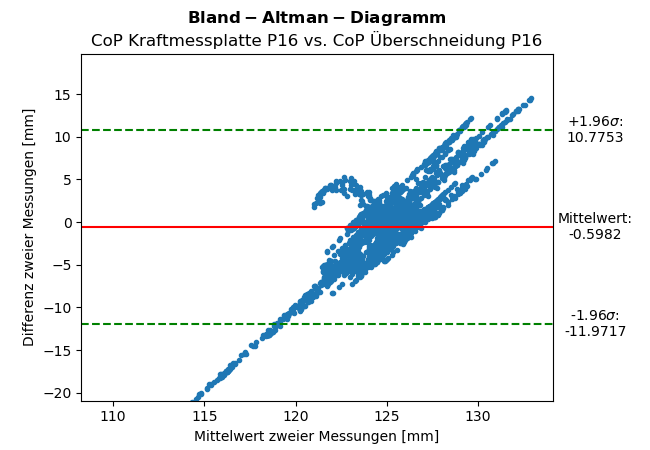 Bland − Altman − Diagramm
CoP Kraftmessplatte P16 vs. CoP Überschneidung P16
Differenz zweier Messungen [mm]
15
10
5
0
−5
−10
−15
−20
+1.96σ:
10.7753
Mittelwert:
-0.5982
-1.96σ:
-11.9717
110
115
120
125
130
Mittelwert zweier Messungen [mm]